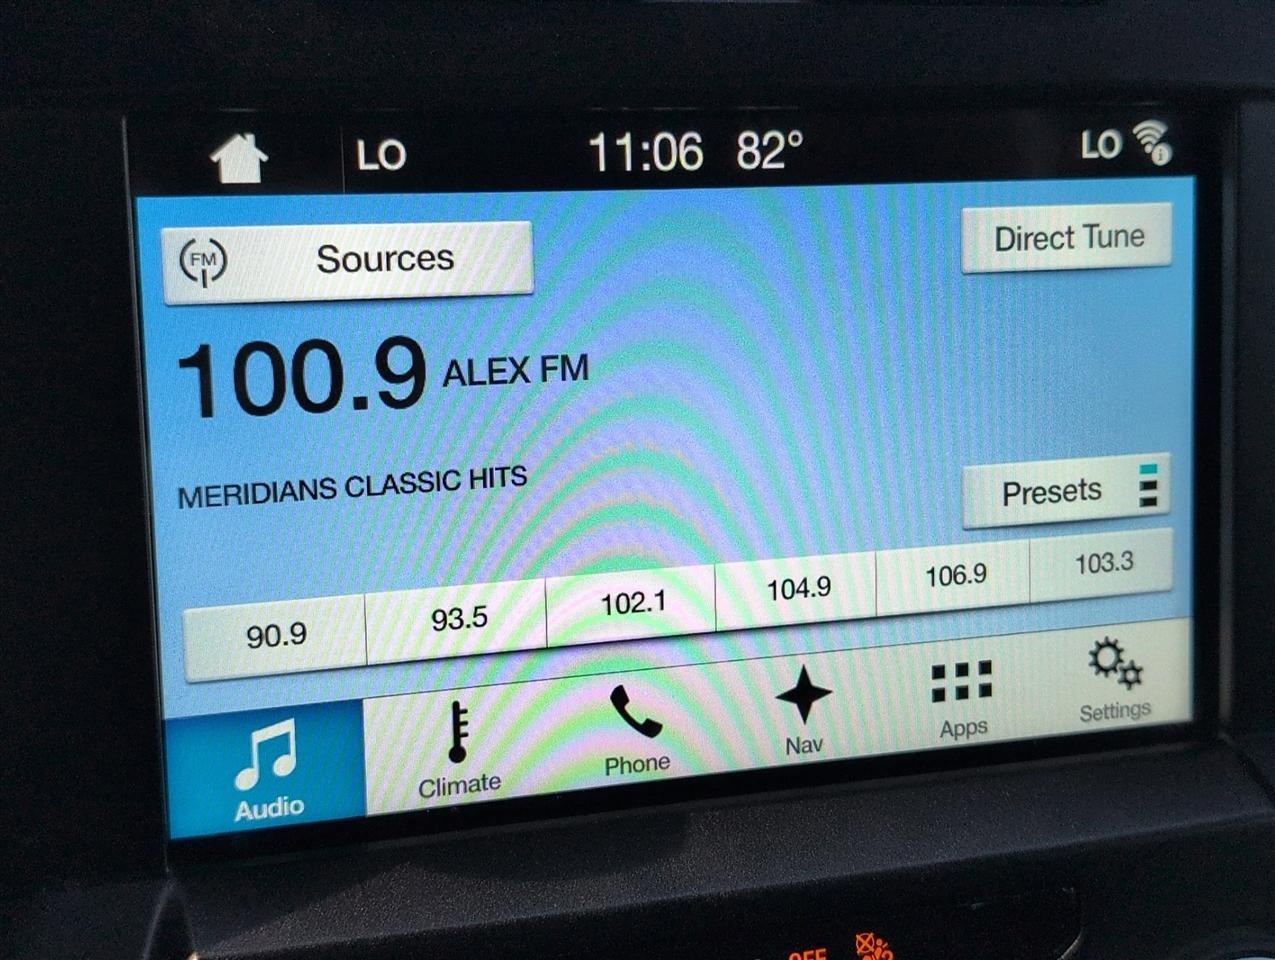 LO 11:06 82° LO
FM Sources Direct Tune
100.9 ALEX FM
MERIDIANS CLASSIC HITS
Presets
90.9 93.5 102.1 104.9 106.9 103.3
Audio Climate Phone Nav Apps Settings
OFF